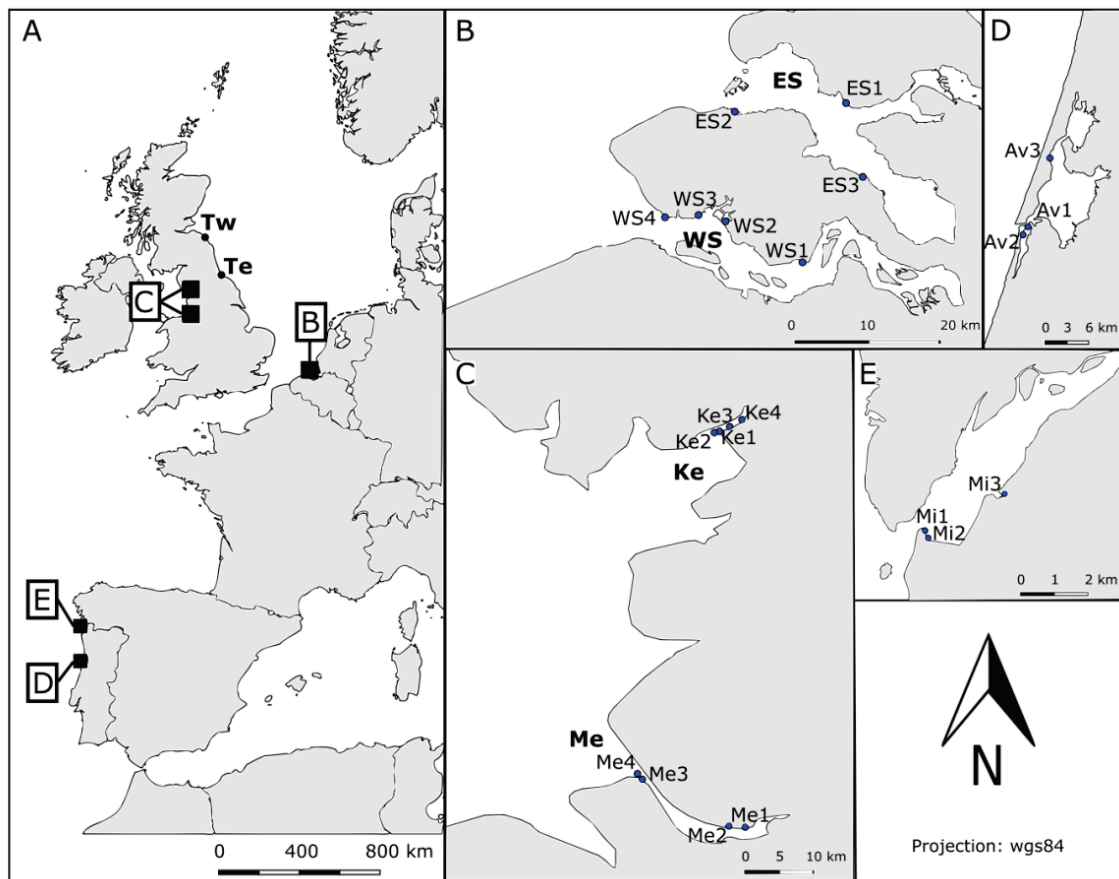 A
Tw
Te
C
B
E
D
0 400 800 km
B
ES
ES1
ES2
ES3
WS3
WS4
WS2
WS
WS1
0 10 20 km
D
Av3
Av1
Av2
0 3 6 km
C
Ke3 Ke4
Ke2 Ke1
Ke
Me
Me4
Me3
Me1
Me2
0 5 10 km
E
Mi3
Mi1
Mi2
0 1 2 km
N
Projection: wgs84